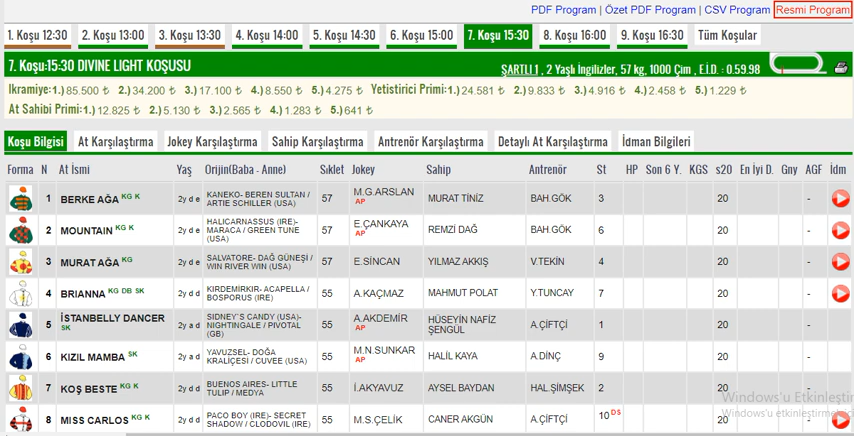 PDF Program | Özet PDF Program | CSV Program Resmi Program
1. Koşu 12:30 2. Koşu 13:00 3. Koşu 13:30 4. Koşu 14:00 5. Koşu 14:30 6. Koşu 15:00 7. Koşu 15:30 8. Koşu 16:00 9. Koşu 16:30 Tüm Koşular
7. Koşu:15:30 DIVINE LIGHT KOŞUSU ŞARTLI 1 , 2 Yaşlı İngilizler, 57 kg, 1000 Çim , E.İ.D. : 0.59.98
Ikramiye:1.) 85.500 ₺ 2.) 34.200 ₺ 3.) 17.100 ₺ 4.) 8.550 ₺ 5.) 4.275 ₺ Yetistirici Primi:1.) 24.581 ₺ 2.) 9.833 ₺ 3.) 4.916 ₺ 4.) 2.458 ₺ 5.) 1.229 ₺
At Sahibi Primi:1.) 12.825 ₺ 2.) 5.130 ₺ 3.) 2.565 ₺ 4.) 1.283 ₺ 5.) 641 ₺
Koşu Bilgisi At Karşılaştırma Jokey Karşılaştırma Sahip Karşılaştırma Antrenör Karşılaştırma Detaylı At Karşılaştırma İdman Bilgileri
Forma N At İsmi Yaş Orijin(Baba - Anne) Sıklet Jokey Sahip Antrenör St HP Son 6 Y. KGS s20 En İyi D. Gny AGF İdm
1 BERKE AĞA KG K 2y d e KANEKO- BEREN SULTAN / ARTIE SCHILLER (USA) 57 M.G.ARSLAN AP MURAT TİNİZ BAH.GÖK 3 20 -
2 MOUNTAIN KG K 2y d e HALICARNASSUS (IRE)- MARACA / GREEN TUNE (USA) 57 E.ÇANKAYA AP REMZİ DAĞ BAH.GÖK 6 20 -
3 MURAT AĞA KG 2y d e SALVATORE- DAĞ GÜNEŞİ / WIN RIVER WIN (USA) 57 E.SİNCAN YILMAZ AKKIŞ V.TEKİN 4 20 -
4 BRIANNA KG DB SK 2y d d KIRDEMİRKIR- ACAPELLA / BOSPORUS (IRE) 55 A.KAÇMAZ MAHMUT POLAT Y.TUNCAY 7 20 -
5 İSTANBELLY DANCER SK 2y a d SIDNEY'S CANDY (USA)- NIGHTINGALE / PIVOTAL (GB) 55 A.AKDEMİR AP HÜSEYİN NAFİZ ŞENGÜL A.ÇİFTÇİ 1 20 -
6 KIZIL MAMBA SK 2y a d YAVUZSEL- DOĞA KRALİÇESİ / CUVEE (USA) 55 M.N.SUNKAR AP HALİL KAYA A.DİNÇ 9 20 -
7 KOŞ BESTE KG K 2y d d BUENOS AIRES- LITTLE TULIP / MEDYA 55 İ.AKYAVUZ AYSEL BAYDAN HAL.ŞİMŞEK 2 20
8 MISS CARLOS KG K 2y d d PACO BOY (IRE)- SECRET SHADOW / CLODOVIL (IRE) 55 M.S.ÇELİK CANER AKGÜN A.ÇİFTÇİ 10 DS 20
Windows'u Etkinleştir
Windows'u etkinleştirmek